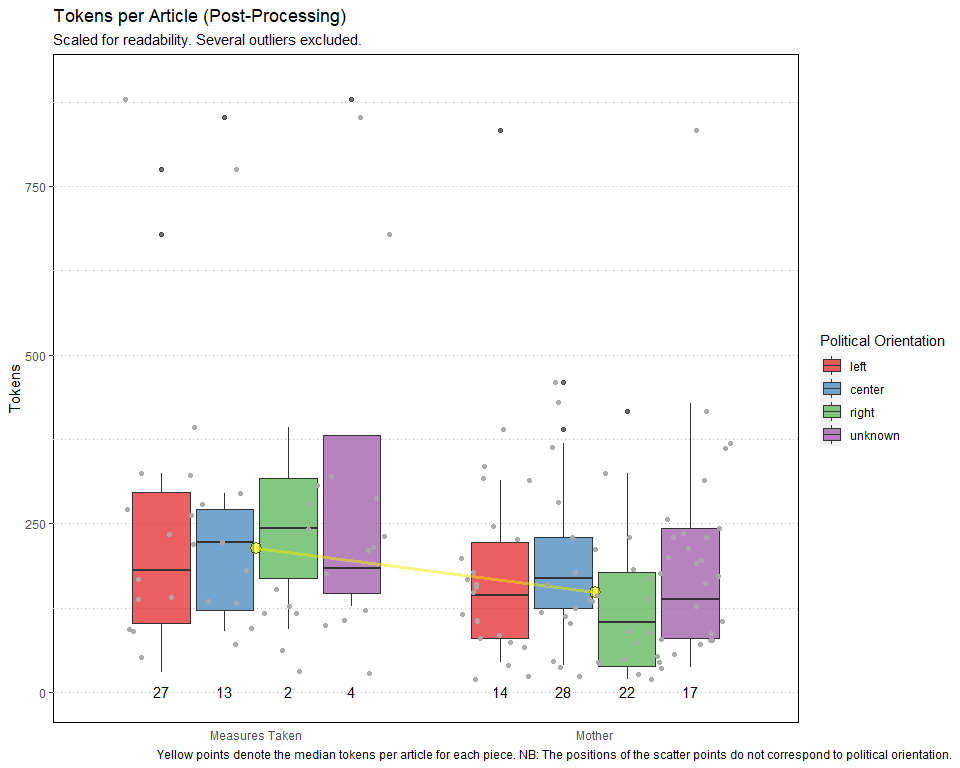 Tokens per Article (Post-Processing)
Scaled for readability. Several outliers excluded.
Tokens
750
500
250
0
27 13 2 4 14 28 22 17
Measures Taken Mother
Political Orientation
left
center
right
unknown
Yellow points denote the median tokens per article for each piece. NB: The positions of the scatter points do not correspond to political orientation.